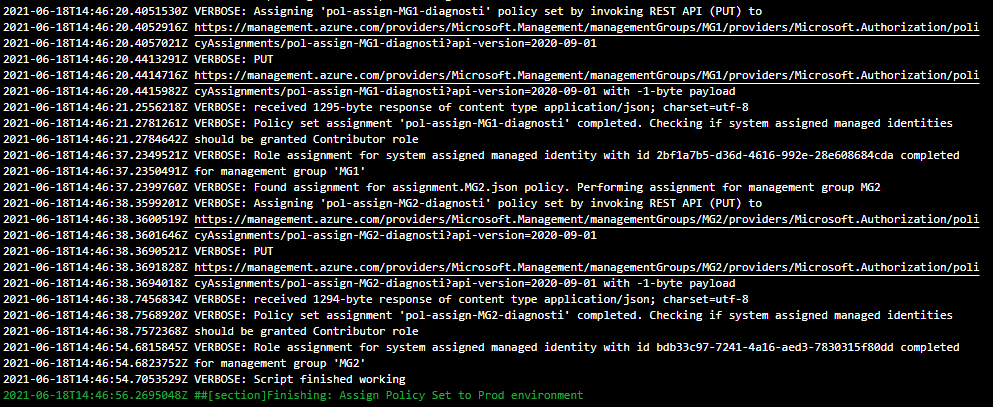 2021-06-18T14:46:20.4051530Z VERBOSE: Assigning 'pol-assign-MG1-diagnosti' policy set by invoking REST API (PUT) to
2021-06-18T14:46:20.4052916Z https://management.azure.com/providers/Microsoft.Management/managementGroups/MG1/providers/Microsoft.Authorization/poli
2021-06-18T14:46:20.4057021Z cyAssignments/pol-assign-MG1-diagnosti?api-version=2020-09-01
2021-06-18T14:46:20.4413291Z VERBOSE: PUT
2021-06-18T14:46:20.4414716Z https://management.azure.com/providers/Microsoft.Management/managementGroups/MG1/providers/Microsoft.Authorization/poli
2021-06-18T14:46:20.4415982Z cyAssignments/pol-assign-MG1-diagnosti?api-version=2020-09-01 with -1-byte payload
2021-06-18T14:46:21.2556218Z VERBOSE: received 1295-byte response of content type application/json; charset=utf-8
2021-06-18T14:46:21.2781261Z VERBOSE: Policy set assignment 'pol-assign-MG1-diagnosti' completed. Checking if system assigned managed identities
2021-06-18T14:46:21.2784642Z should be granted Contributor role
2021-06-18T14:46:37.2349521Z VERBOSE: Role assignment for system assigned managed identity with id 2bf1a7b5-d36d-4616-992e-28e608684cda completed
2021-06-18T14:46:37.2350491Z for management group 'MG1'
2021-06-18T14:46:37.2399760Z VERBOSE: Found assignment for assignment.MG2.json policy. Performing assignment for management group MG2
2021-06-18T14:46:38.3599201Z VERBOSE: Assigning 'pol-assign-MG2-diagnosti' policy set by invoking REST API (PUT) to
2021-06-18T14:46:38.3600519Z https://management.azure.com/providers/Microsoft.Management/managementGroups/MG2/providers/Microsoft.Authorization/poli
2021-06-18T14:46:38.3601646Z cyAssignments/pol-assign-MG2-diagnosti?api-version=2020-09-01
2021-06-18T14:46:38.3690521Z VERBOSE: PUT
2021-06-18T14:46:38.3691828Z https://management.azure.com/providers/Microsoft.Management/managementGroups/MG2/providers/Microsoft.Authorization/poli
2021-06-18T14:46:38.3694018Z cyAssignments/pol-assign-MG2-diagnosti?api-version=2020-09-01 with -1-byte payload
2021-06-18T14:46:38.7456834Z VERBOSE: received 1294-byte response of content type application/json; charset=utf-8
2021-06-18T14:46:38.7568920Z VERBOSE: Policy set assignment 'pol-assign-MG2-diagnosti' completed. Checking if system assigned managed identities
2021-06-18T14:46:38.7572368Z should be granted Contributor role
2021-06-18T14:46:54.6815845Z VERBOSE: Role assignment for system assigned managed identity with id bdb33c97-7241-4a16-aed3-7830315f80dd completed
2021-06-18T14:46:54.6823752Z for management group 'MG2'
2021-06-18T14:46:54.7053529Z VERBOSE: Script finished working
2021-06-18T14:46:56.2695048Z ##[section]Finishing: Assign Policy Set to Prod environment